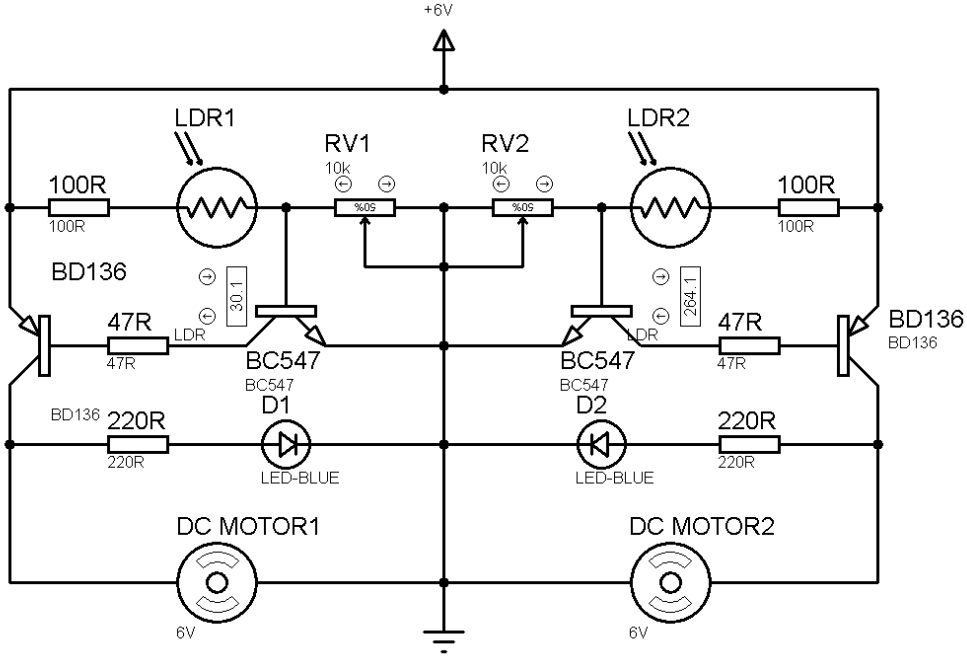 +6V
LDR1
LDR2
RV1
RV2
10k
10k
100R
100R
100R
100R
50%
50%
BD136
30.1
264.1
47R
LDR
LDR
47R
BD136
BD136
47R
47R
BC547
BC547
BC547
BC547
D1
D2
BD136
220R
220R
220R
220R
LED-BLUE
LED-BLUE
DC MOTOR1
DC MOTOR2
6V
6V